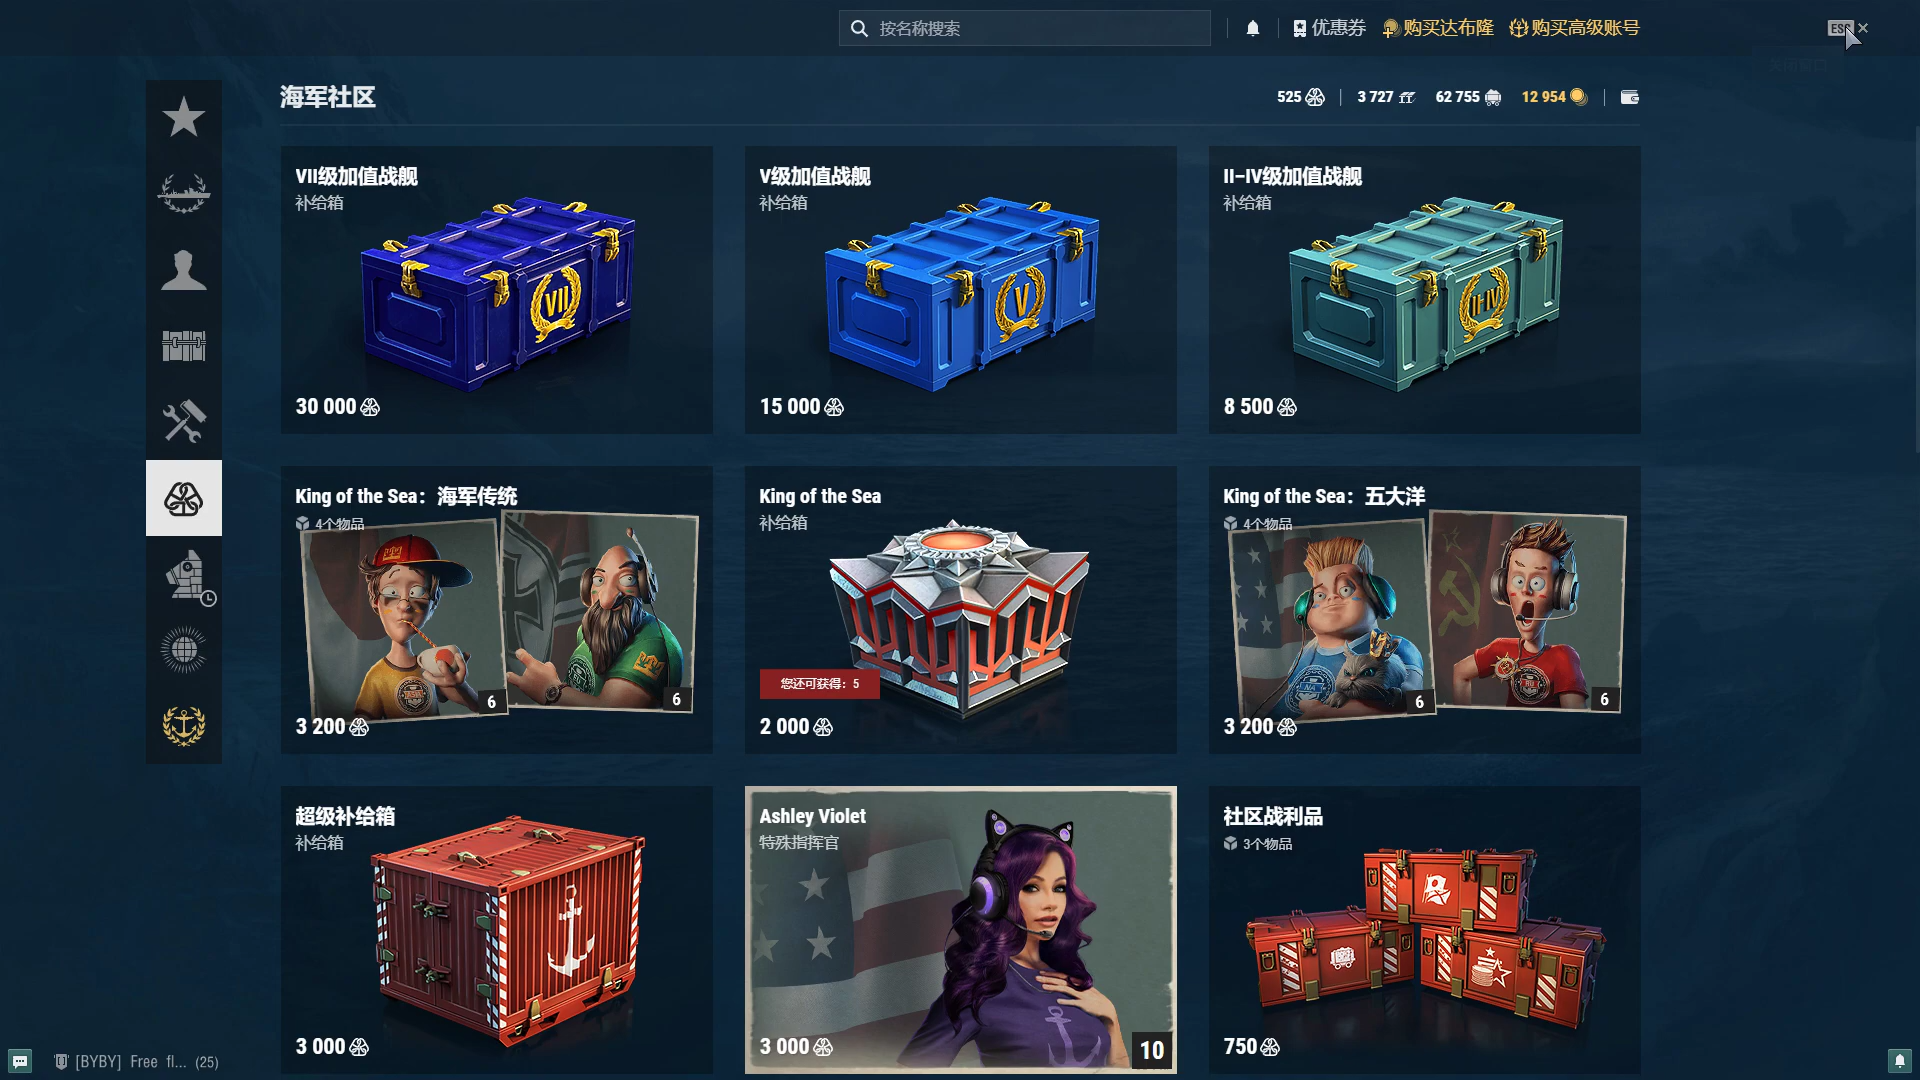 按名称搜索
优惠券
购买达布隆
购买高级账号
ESC
海军社区
525
3 727
62 755
12 954
VII级加值战舰
补给箱
VII
30 000
V级加值战舰
补给箱
V
15 000
II–IV级加值战舰
补给箱
II-IV
8 500
King of the Sea：海军传统
4个物品
6
6
3 200
King of the Sea
补给箱
您还可获得：5
2 000
King of the Sea：五大洋
4个物品
NA
RU
6
6
3 200
超级补给箱
补给箱
3 000
Ashley Violet
特殊指挥官
3 000
10
社区战利品
3个物品
750
[BYBY] Free fl... (25)